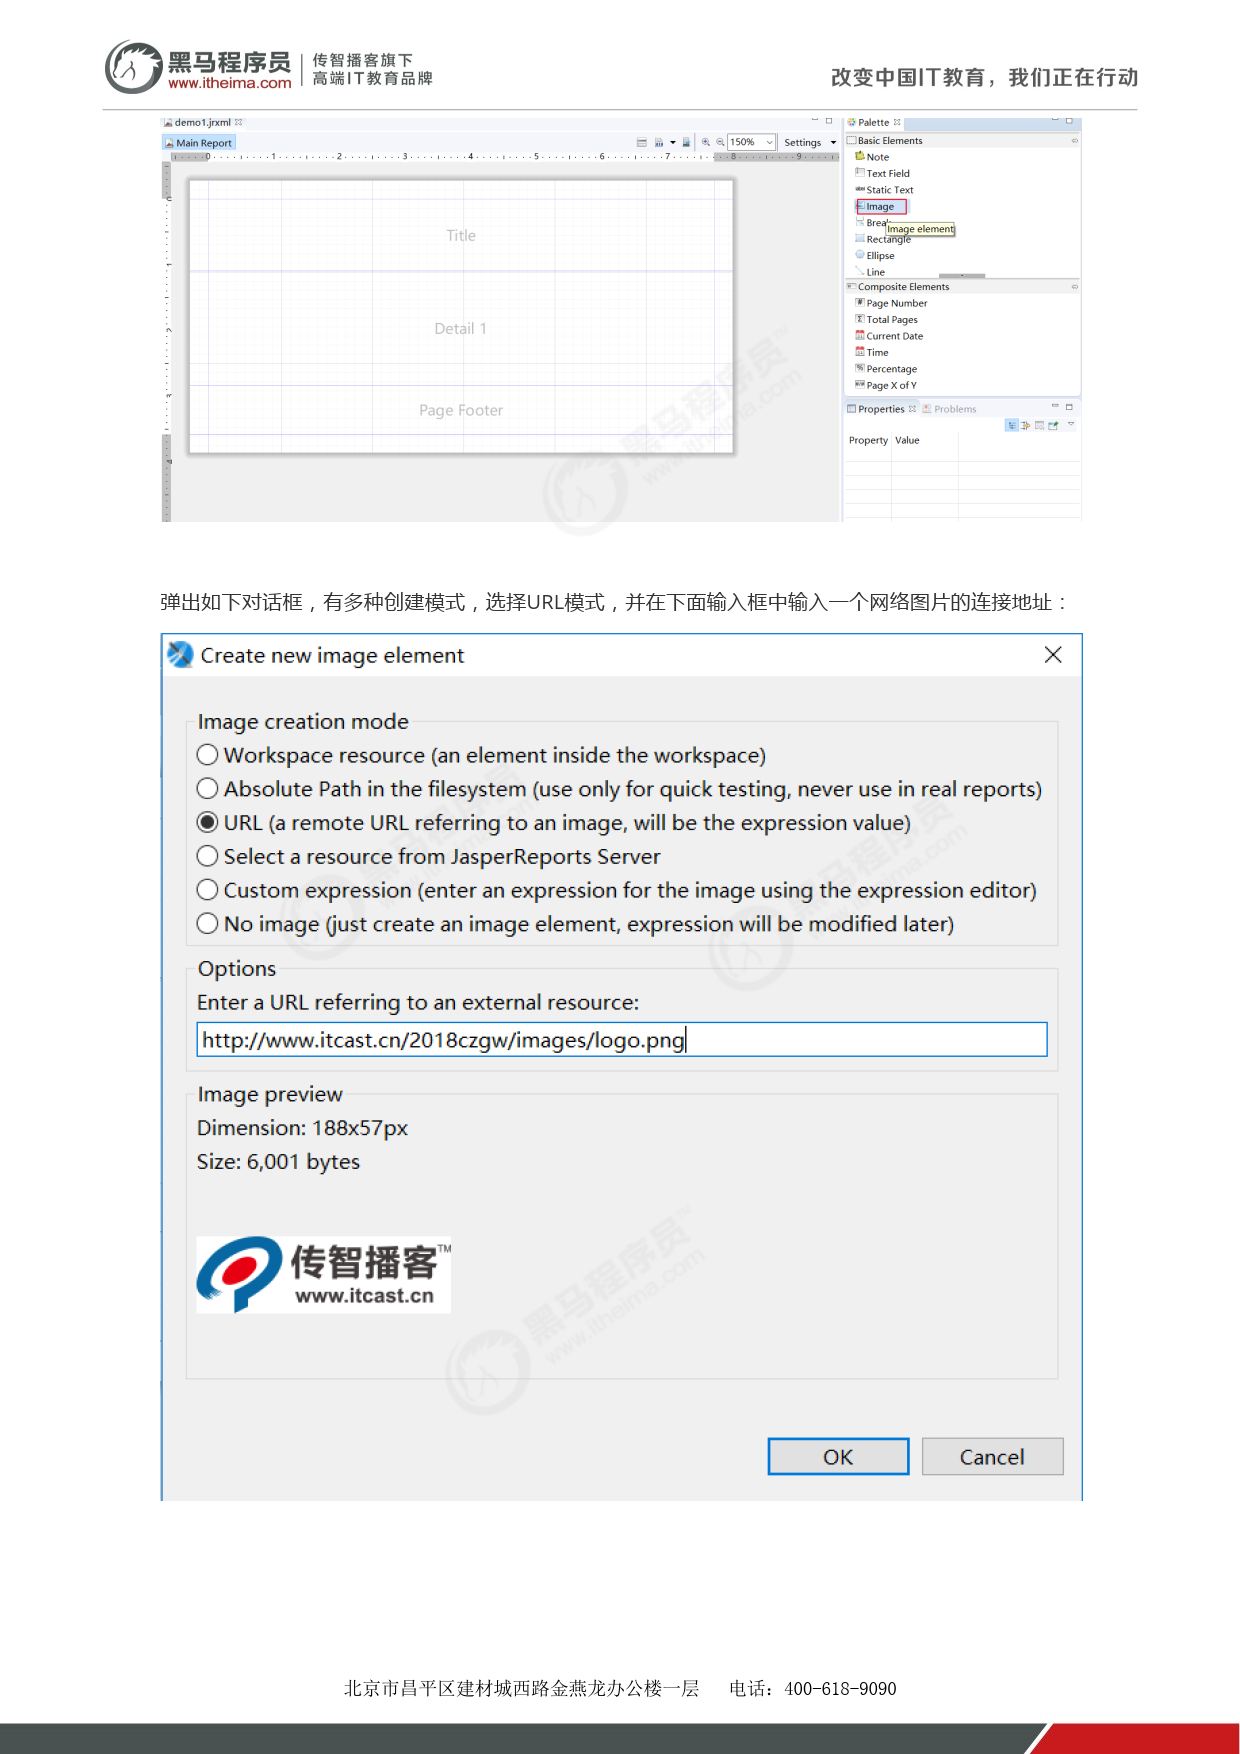 黑马程序员
www.itheima.com
传智播客旗下
高端IT教育品牌
改变中国IT教育，我们正在行动
demo1.jrxml
Main Report
150%
Settings
0 1 2 3 4 5 6 7 8 9
Title
Detail 1
Page Footer
Palette
Basic Elements
Note
Text Field
Static Text
Image
Break
Image element
Rectangle
Ellipse
Line
Composite Elements
Page Number
Total Pages
Current Date
Time
Percentage
Page X of Y
Properties
Problems
Property
Value
弹出如下对话框，有多种创建模式，选择URL模式，并在下面输入框中输入一个网络图片的连接地址：
Create new image element
Image creation mode
Workspace resource (an element inside the workspace)
Absolute Path in the filesystem (use only for quick testing, never use in real reports)
URL (a remote URL referring to an image, will be the expression value)
Select a resource from JasperReports Server
Custom expression (enter an expression for the image using the expression editor)
No image (just create an image element, expression will be modified later)
Options
Enter a URL referring to an external resource:
http://www.itcast.cn/2018czgw/images/logo.png
Image preview
Dimension: 188x57px
Size: 6,001 bytes
传智播客™
www.itcast.cn
OK
Cancel
北京市昌平区建材城西路金燕龙办公楼一层 电话：400-618-9090